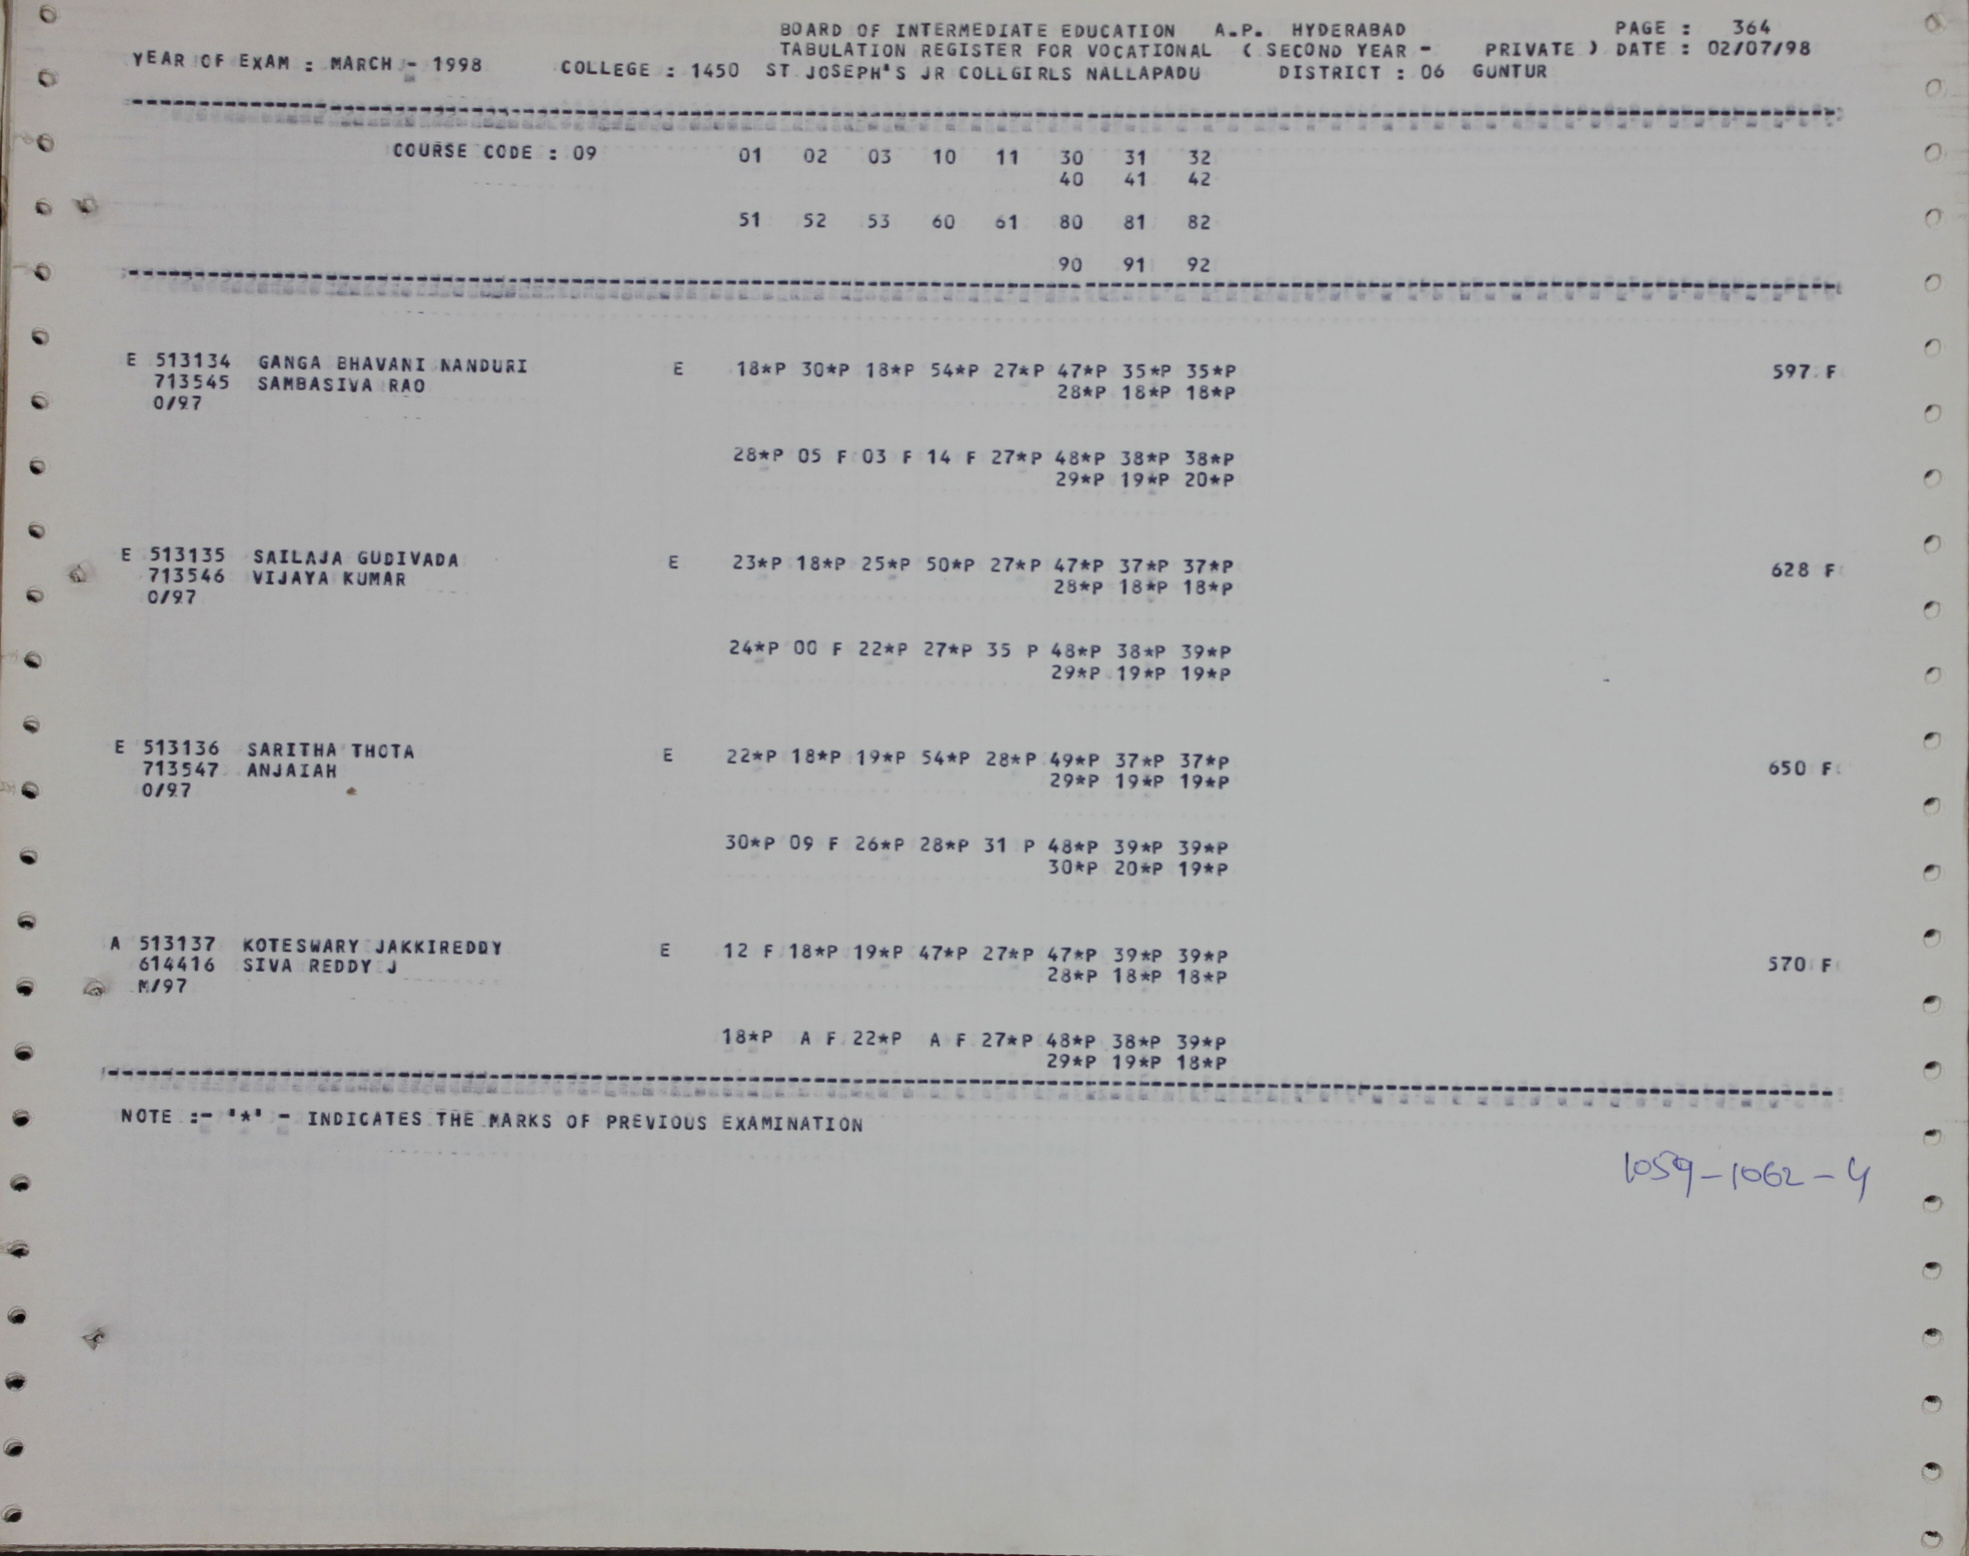 BOARD OF INTERMEDIATE EDUCATION A.P. HYDERABAD PAGE : 364
TABULATION REGISTER FOR VOCATIONAL ( SECOND YEAR - PRIVATE ) DATE : 02/07/98
YEAR OF EXAM : MARCH - 1998 COLLEGE : 1450 ST JOSEPH'S JR COLLGIRLS NALLAPADU DISTRICT : 06 GUNTUR
COURSE CODE : 09 01 02 03 10 11 30 31 32
40 41 42
51 52 53 60 61 80 81 82
90 91 92
E 513134 GANGA BHAVANI NANDURI E 18*P 30*P 18*P 54*P 27*P 47*P 35*P 35*P 597 F
713545 SAMBASIVA RAO 28*P 18*P 18*P
O/97
28*P 05 F 03 F 14 F 27*P 48*P 38*P 38*P
29*P 19*P 20*P
E 513135 SAILAJA GUDIVADA E 23*P 18*P 25*P 50*P 27*P 47*P 37*P 37*P 628 F
713546 VIJAYA KUMAR 28*P 18*P 18*P
O/97
24*P 00 F 22*P 27*P 35 P 48*P 38*P 39*P
29*P 19*P 19*P
E 513136 SARITHA THOTA E 22*P 18*P 19*P 54*P 28*P 49*P 37*P 37*P 650 F
713547 ANJAIAH 29*P 19*P 19*P
O/97
30*P 09 F 26*P 28*P 31 P 48*P 39*P 39*P
30*P 20*P 19*P
A 513137 KOTESWARY JAKKIREDDY E 12 F 18*P 19*P 47*P 27*P 47*P 39*P 39*P 570 F
614416 SIVA REDDY J 28*P 18*P 18*P
M/97
18*P A F 22*P A F 27*P 48*P 38*P 39*P
29*P 19*P 18*P
NOTE :- '*' - INDICATES THE MARKS OF PREVIOUS EXAMINATION
1059-1062-4